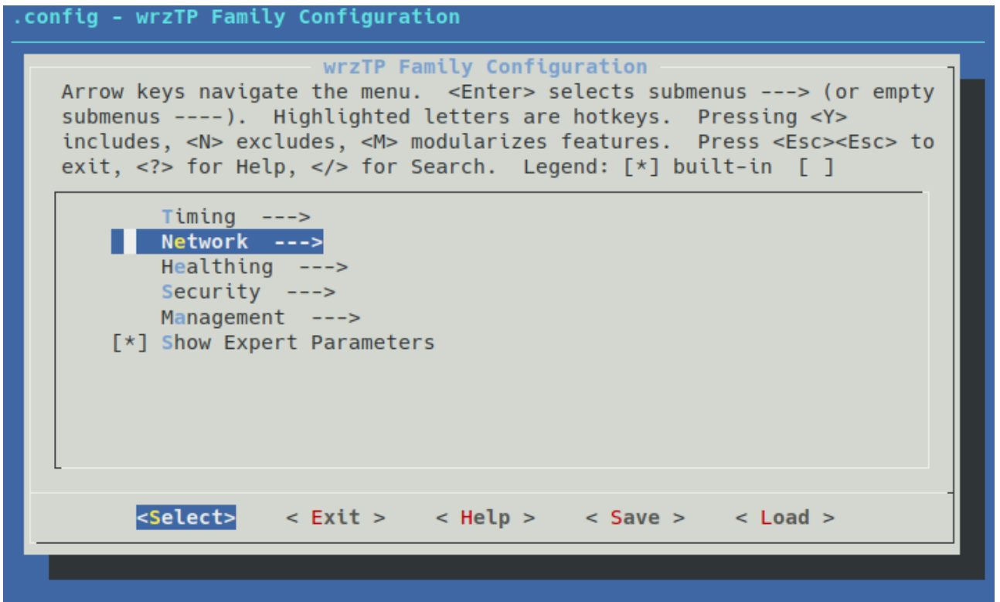 .config - wrzTP Family Configuration
wrzTP Family Configuration
Arrow keys navigate the menu.  <Enter> selects submenus ---> (or empty
submenus ----).  Highlighted letters are hotkeys.  Pressing <Y>
includes, <N> excludes, <M> modularizes features.  Press <Esc><Esc> to
exit, <?> for Help, </> for Search.  Legend: [*] built-in  [ ]
Timing  --->
Network  --->
Healthing  --->
Security  --->
Management  --->
[*] Show Expert Parameters
<Select>    < Exit >    < Help >    < Save >    < Load >